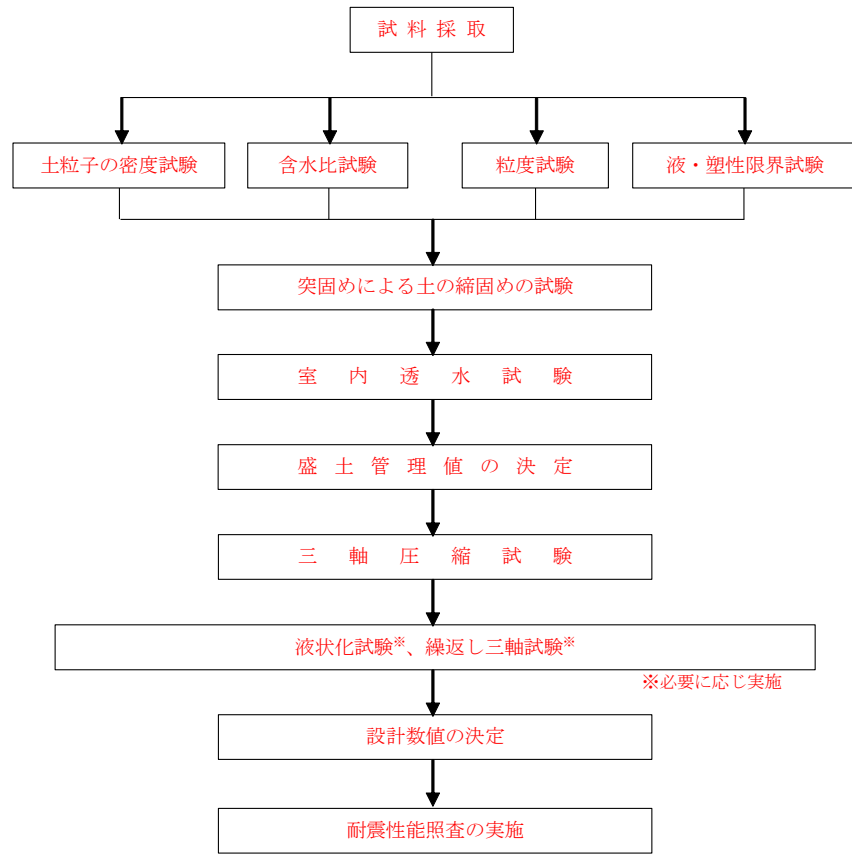 試料採取
土粒子の密度試験
含水比試験
粒度試験
液・塑性限界試験
突固めによる土の締固めの試験
室内透水試験
盛土管理値の決定
三軸圧縮試験
液状化試験※、繰返し三軸試験※
※必要に応じ実施
設計数値の決定
耐震性能照査の実施